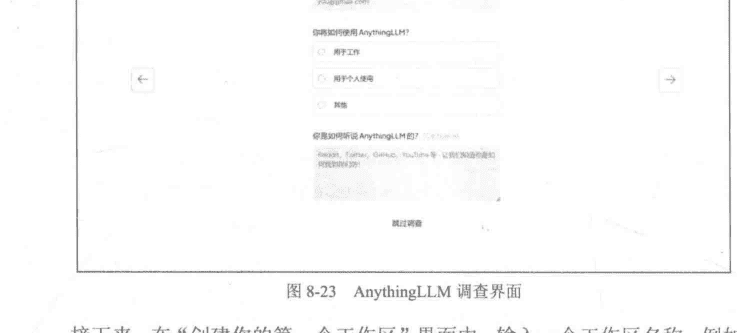 you@gmail.com
你将如何使用 AnythingLLM?
用于工作
用于个人使用
其他
你是如何听说 AnythingLLM 的?
Reddit, Twitter, GitHub, YouTube 等 - 让我们知道你是如
何找到我们的!
跳过调查
图 8-23 AnythingLLM 调查界面
接下来，在“创建你的第一个工作区”界面中，输入一个工作区名称，例如